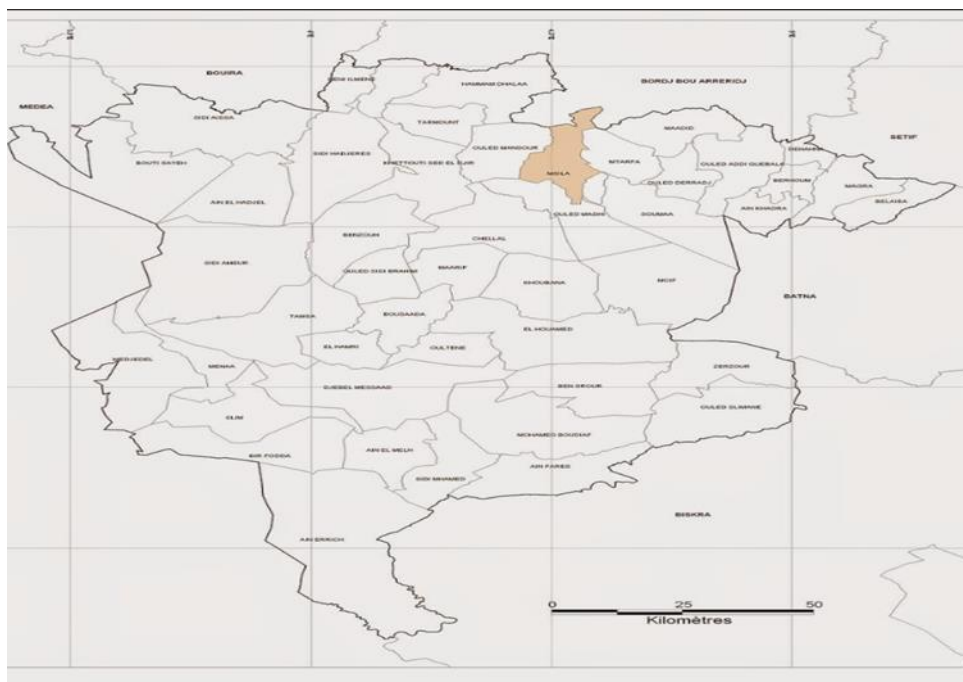 BOUIRA
BORDJ BOU ARRERIDJ
MEDEA
HAMMAM DHALAA
SIDI AISSA
TARMOUNT
MAADID
SETIF
OULED MANSOUR
DEHAHNA
SIDI HADJERES
BOUTI SAYEH
KHETTOUTI SED EL DJIR
MTARFA
OULED ADDI GUEBALA
MSILA
OULED DERRADJ
BERHOUM
MAGRA
BELAIBA
AIN EL HADJEL
OULED MADHI
SOUMAA
AIN KHADRA
BERZOUH
CHELLAL
SIDI AMEUR
OULED SIDI BRAHIM
MAARIF
KHOUBANA
MCIF
BATNA
TAMSA
BOUSAADA
EL HOUAMED
EL HAMEL
OULTENE
MEDJEDEL
MENAA
ZERZOUR
DJEBEL MESSAAD
BEN SROUR
OULED SLIMANE
SLIM
MOHAMED BOUDIAF
BIR FODDA
AIN EL MELH
AIN FARES
SIDI MHAMED
BISKRA
AIN ERRICH
0 25 50
Kilomètres